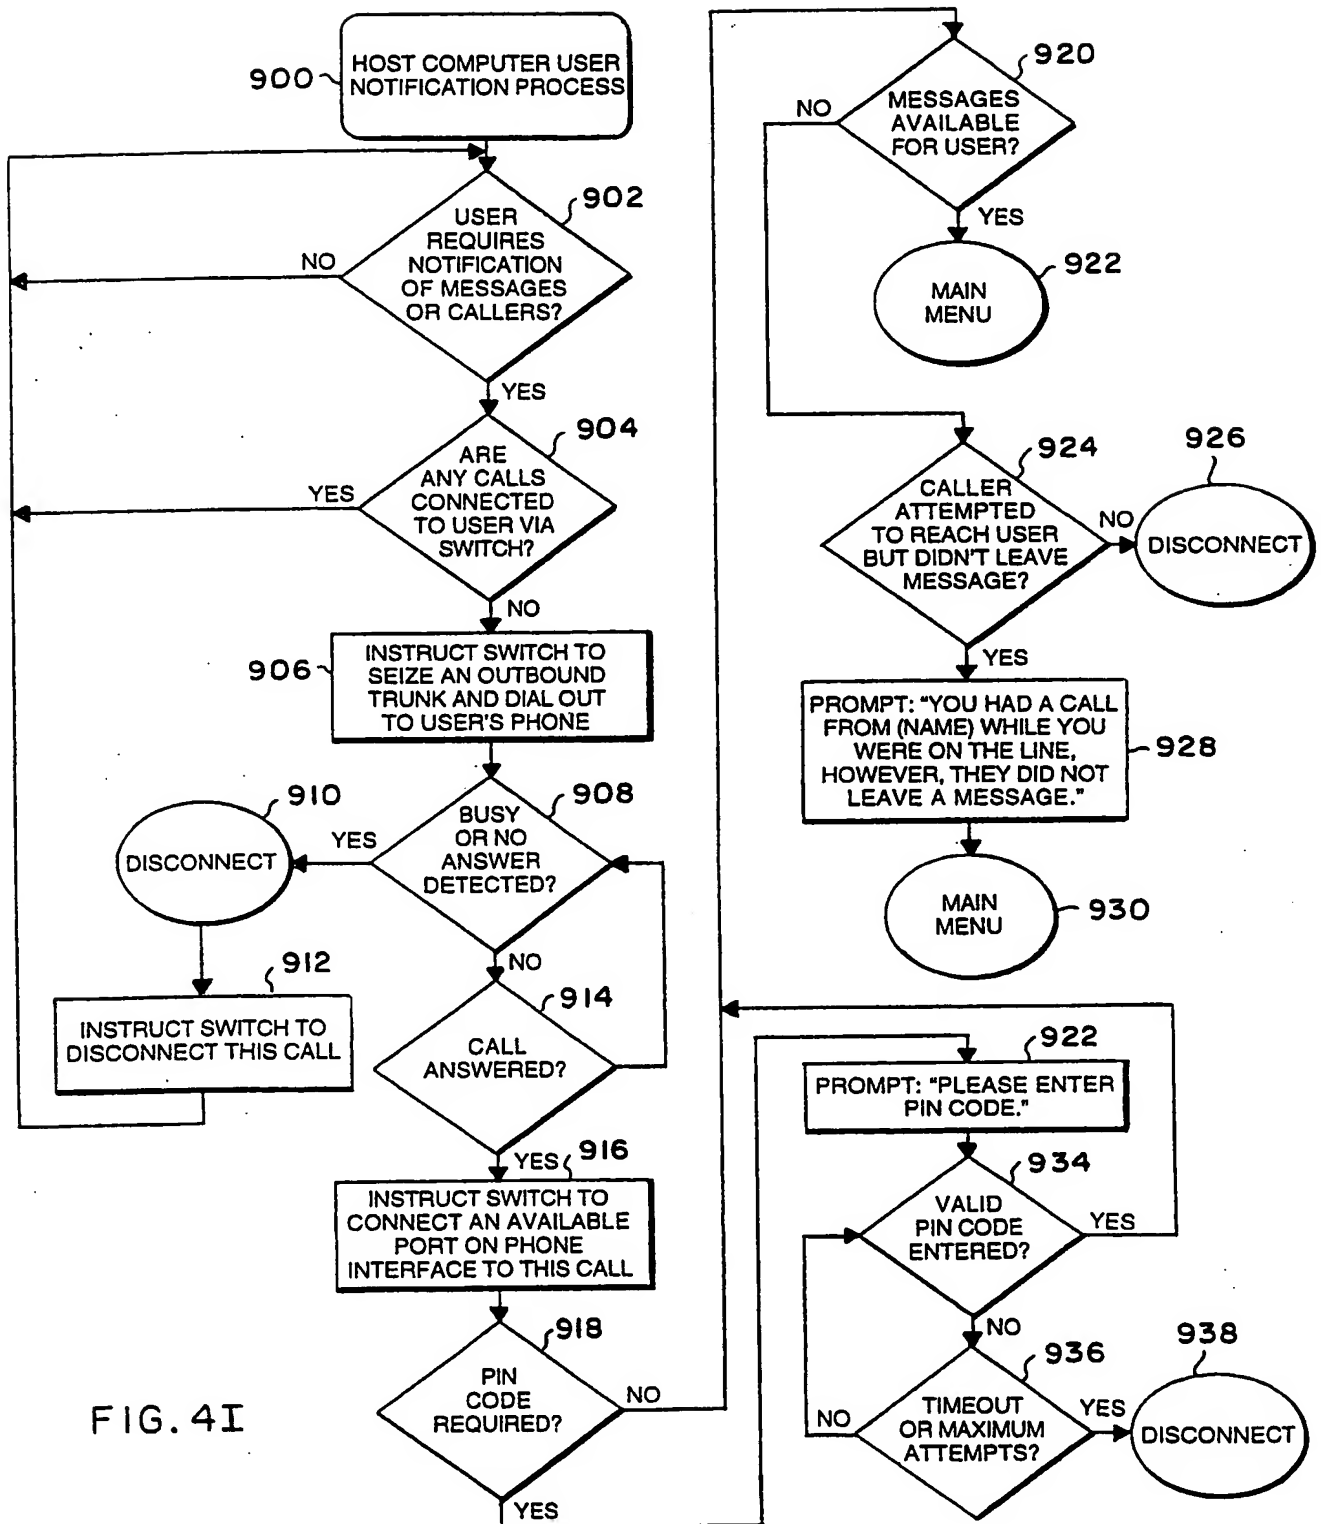 900
HOST COMPUTER USER
NOTIFICATION PROCESS
902
USER
REQUIRES
NOTIFICATION
OF MESSAGES
OR CALLERS?
NO
YES
904
ARE
ANY CALLS
CONNECTED
TO USER VIA
SWITCH?
YES
NO
906
INSTRUCT SWITCH TO
SEIZE AN OUTBOUND
TRUNK AND DIAL OUT
TO USER'S PHONE
908
BUSY
OR NO
ANSWER
DETECTED?
YES
NO
910
DISCONNECT
912
INSTRUCT SWITCH TO
DISCONNECT THIS CALL
914
CALL
ANSWERED?
YES
916
INSTRUCT SWITCH TO
CONNECT AN AVAILABLE
PORT ON PHONE
INTERFACE TO THIS CALL
918
PIN
CODE
REQUIRED?
NO
YES
920
MESSAGES
AVAILABLE
FOR USER?
NO
YES
922
MAIN
MENU
924
CALLER
ATTEMPTED
TO REACH USER
BUT DIDN'T LEAVE
MESSAGE?
NO
926
DISCONNECT
YES
PROMPT: "YOU HAD A CALL
FROM (NAME) WHILE YOU
WERE ON THE LINE,
HOWEVER, THEY DID NOT
LEAVE A MESSAGE."
928
MAIN
MENU
930
922
PROMPT: "PLEASE ENTER
PIN CODE."
934
VALID
PIN CODE
ENTERED?
YES
NO
936
TIMEOUT
OR MAXIMUM
ATTEMPTS?
NO
YES
938
DISCONNECT
FIG. 4I